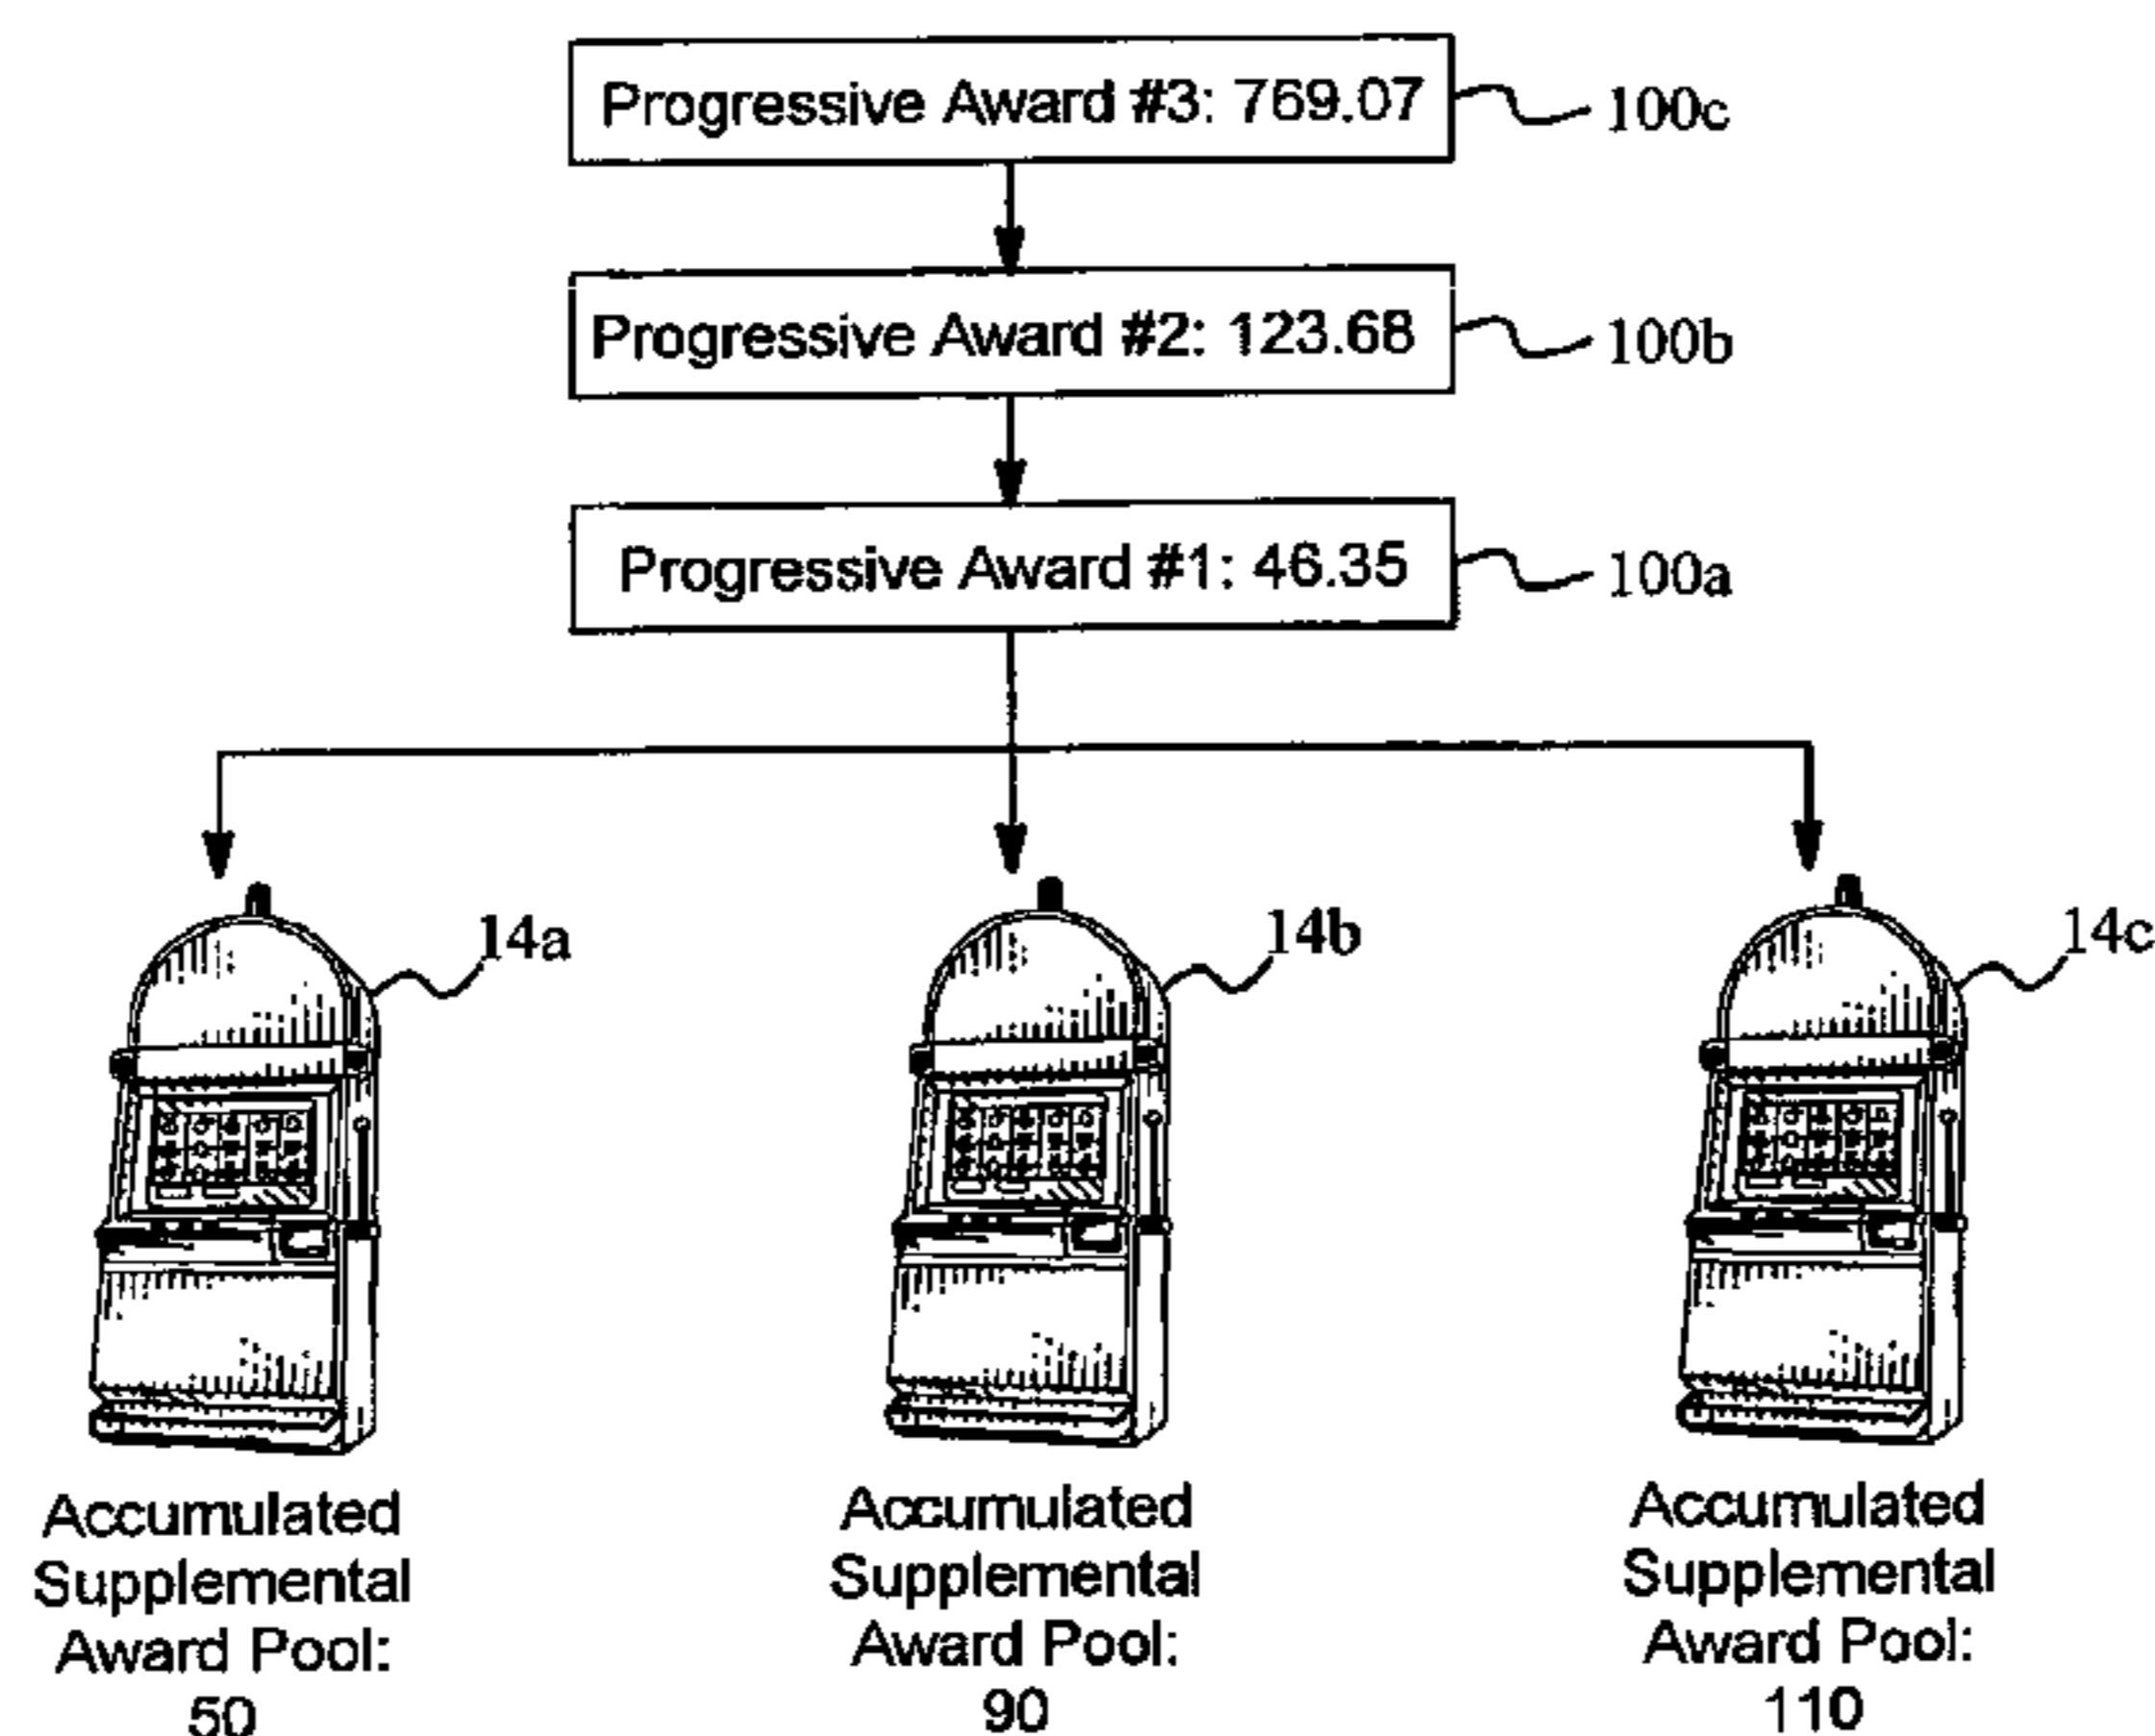 Progressive Award #3: 769.07
100c
Progressive Award #2: 123.68
100b
Progressive Award #1: 46.35
100a
14a
14b
14c
Accumulated
Supplemental
Award Pool:
50
Accumulated
Supplemental
Award Pool:
90
Accumulated
Supplemental
Award Pool:
110